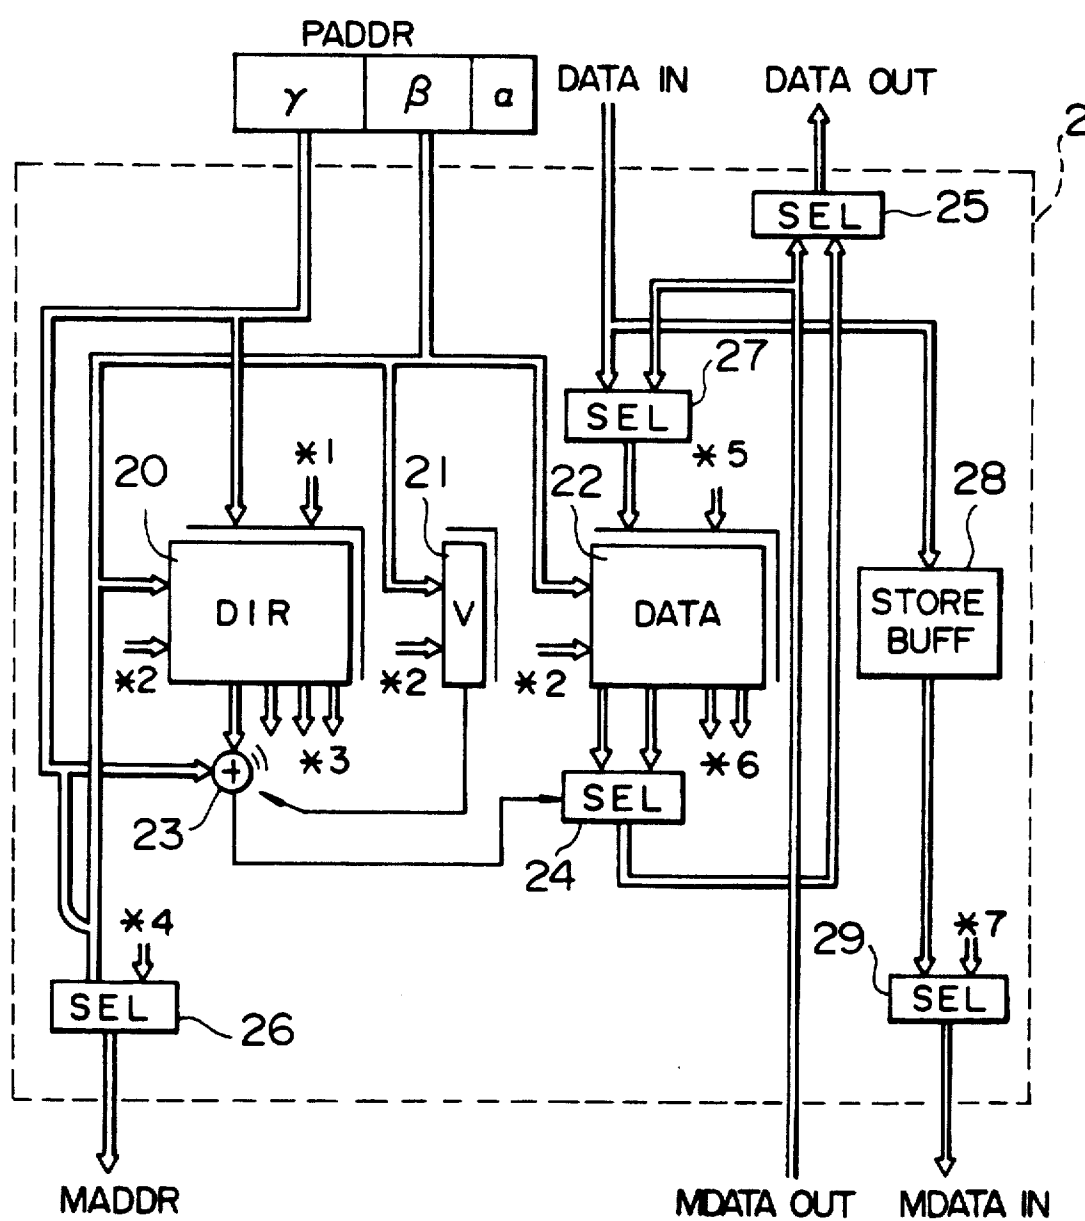 PADDR
γ β α
DATA IN
DATA OUT
2
SEL
25
27
SEL
*1
*5
20
21
22
28
DIR
V
DATA
STORE
BUFF
*2
*2
*2
*3
*6
+
23
SEL
24
*4
29
*7
SEL
26
SEL
MADDR
MDATA OUT
MDATA IN